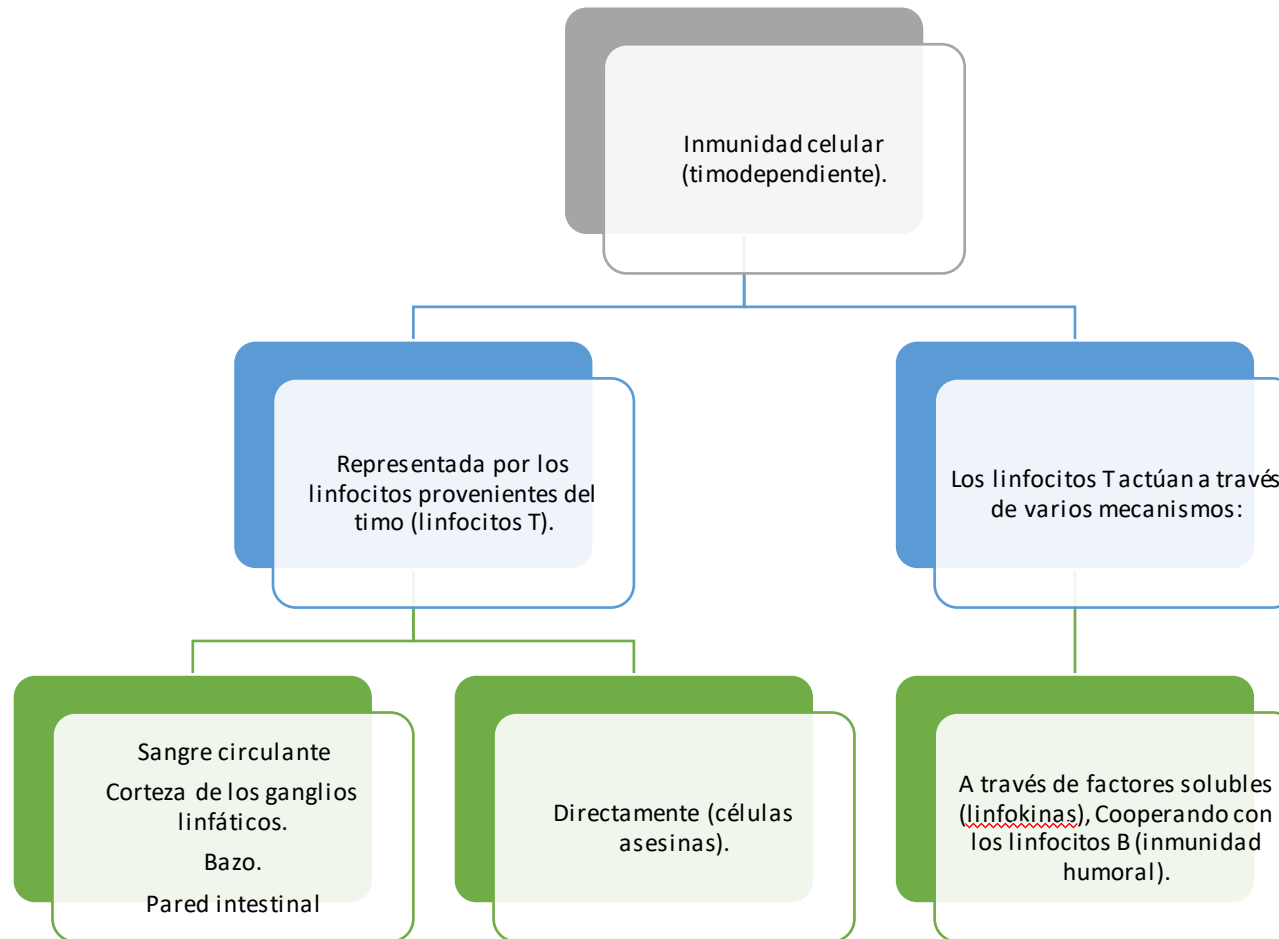 Inmunidad celular
(timodependiente).
Representada por los
linfocitos provenientes del
timo (linfocitos T).
Los linfocitos T actúan a través
de varios mecanismos:
Sangre circulante
Corteza de los ganglios
linfáticos.
Bazo.
Pared intestinal
Directamente (células
asesinas).
A través de factores solubles
(linfokinas), Cooperando con
los linfocitos B (inmunidad
humoral).